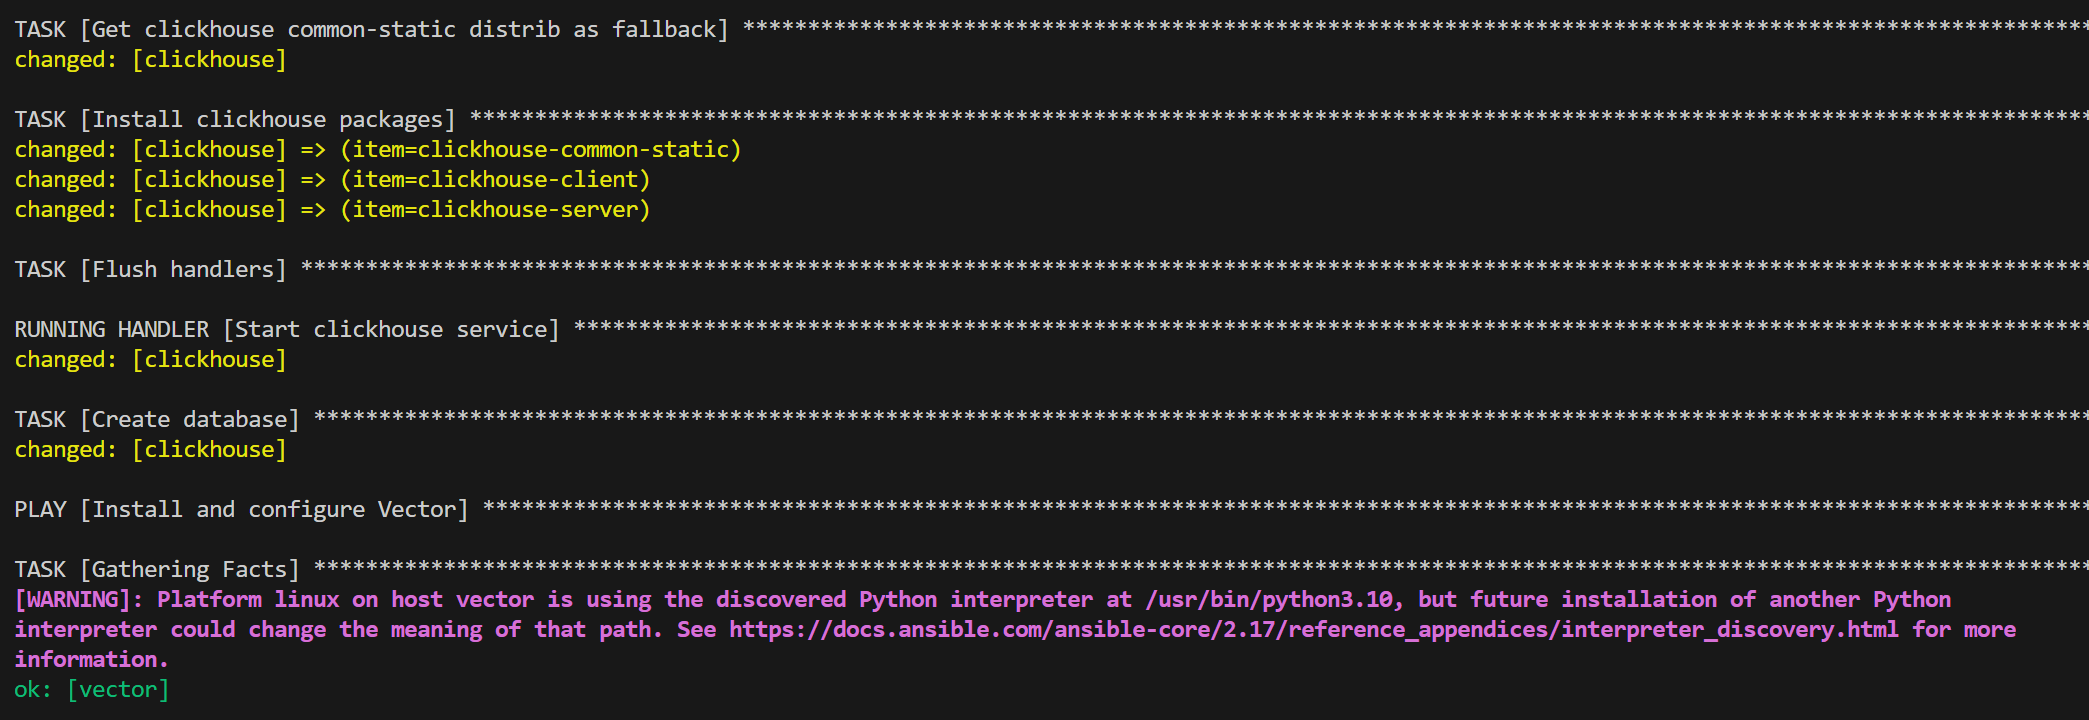 TASK [Get clickhouse common-static distrib as fallback] ********************************************************************************************************
changed: [clickhouse]
TASK [Install clickhouse packages] *****************************************************************************************************************************
changed: [clickhouse] => (item=clickhouse-common-static)
changed: [clickhouse] => (item=clickhouse-client)
changed: [clickhouse] => (item=clickhouse-server)
TASK [Flush handlers] ******************************************************************************************************************************************
RUNNING HANDLER [Start clickhouse service] *********************************************************************************************************************
changed: [clickhouse]
TASK [Create database] *****************************************************************************************************************************************
changed: [clickhouse]
PLAY [Install and configure Vector] ****************************************************************************************************************************
TASK [Gathering Facts] *****************************************************************************************************************************************
[WARNING]: Platform linux on host vector is using the discovered Python interpreter at /usr/bin/python3.10, but future installation of another Python
interpreter could change the meaning of that path. See https://docs.ansible.com/ansible-core/2.17/reference_appendices/interpreter_discovery.html for more
information.
ok: [vector]